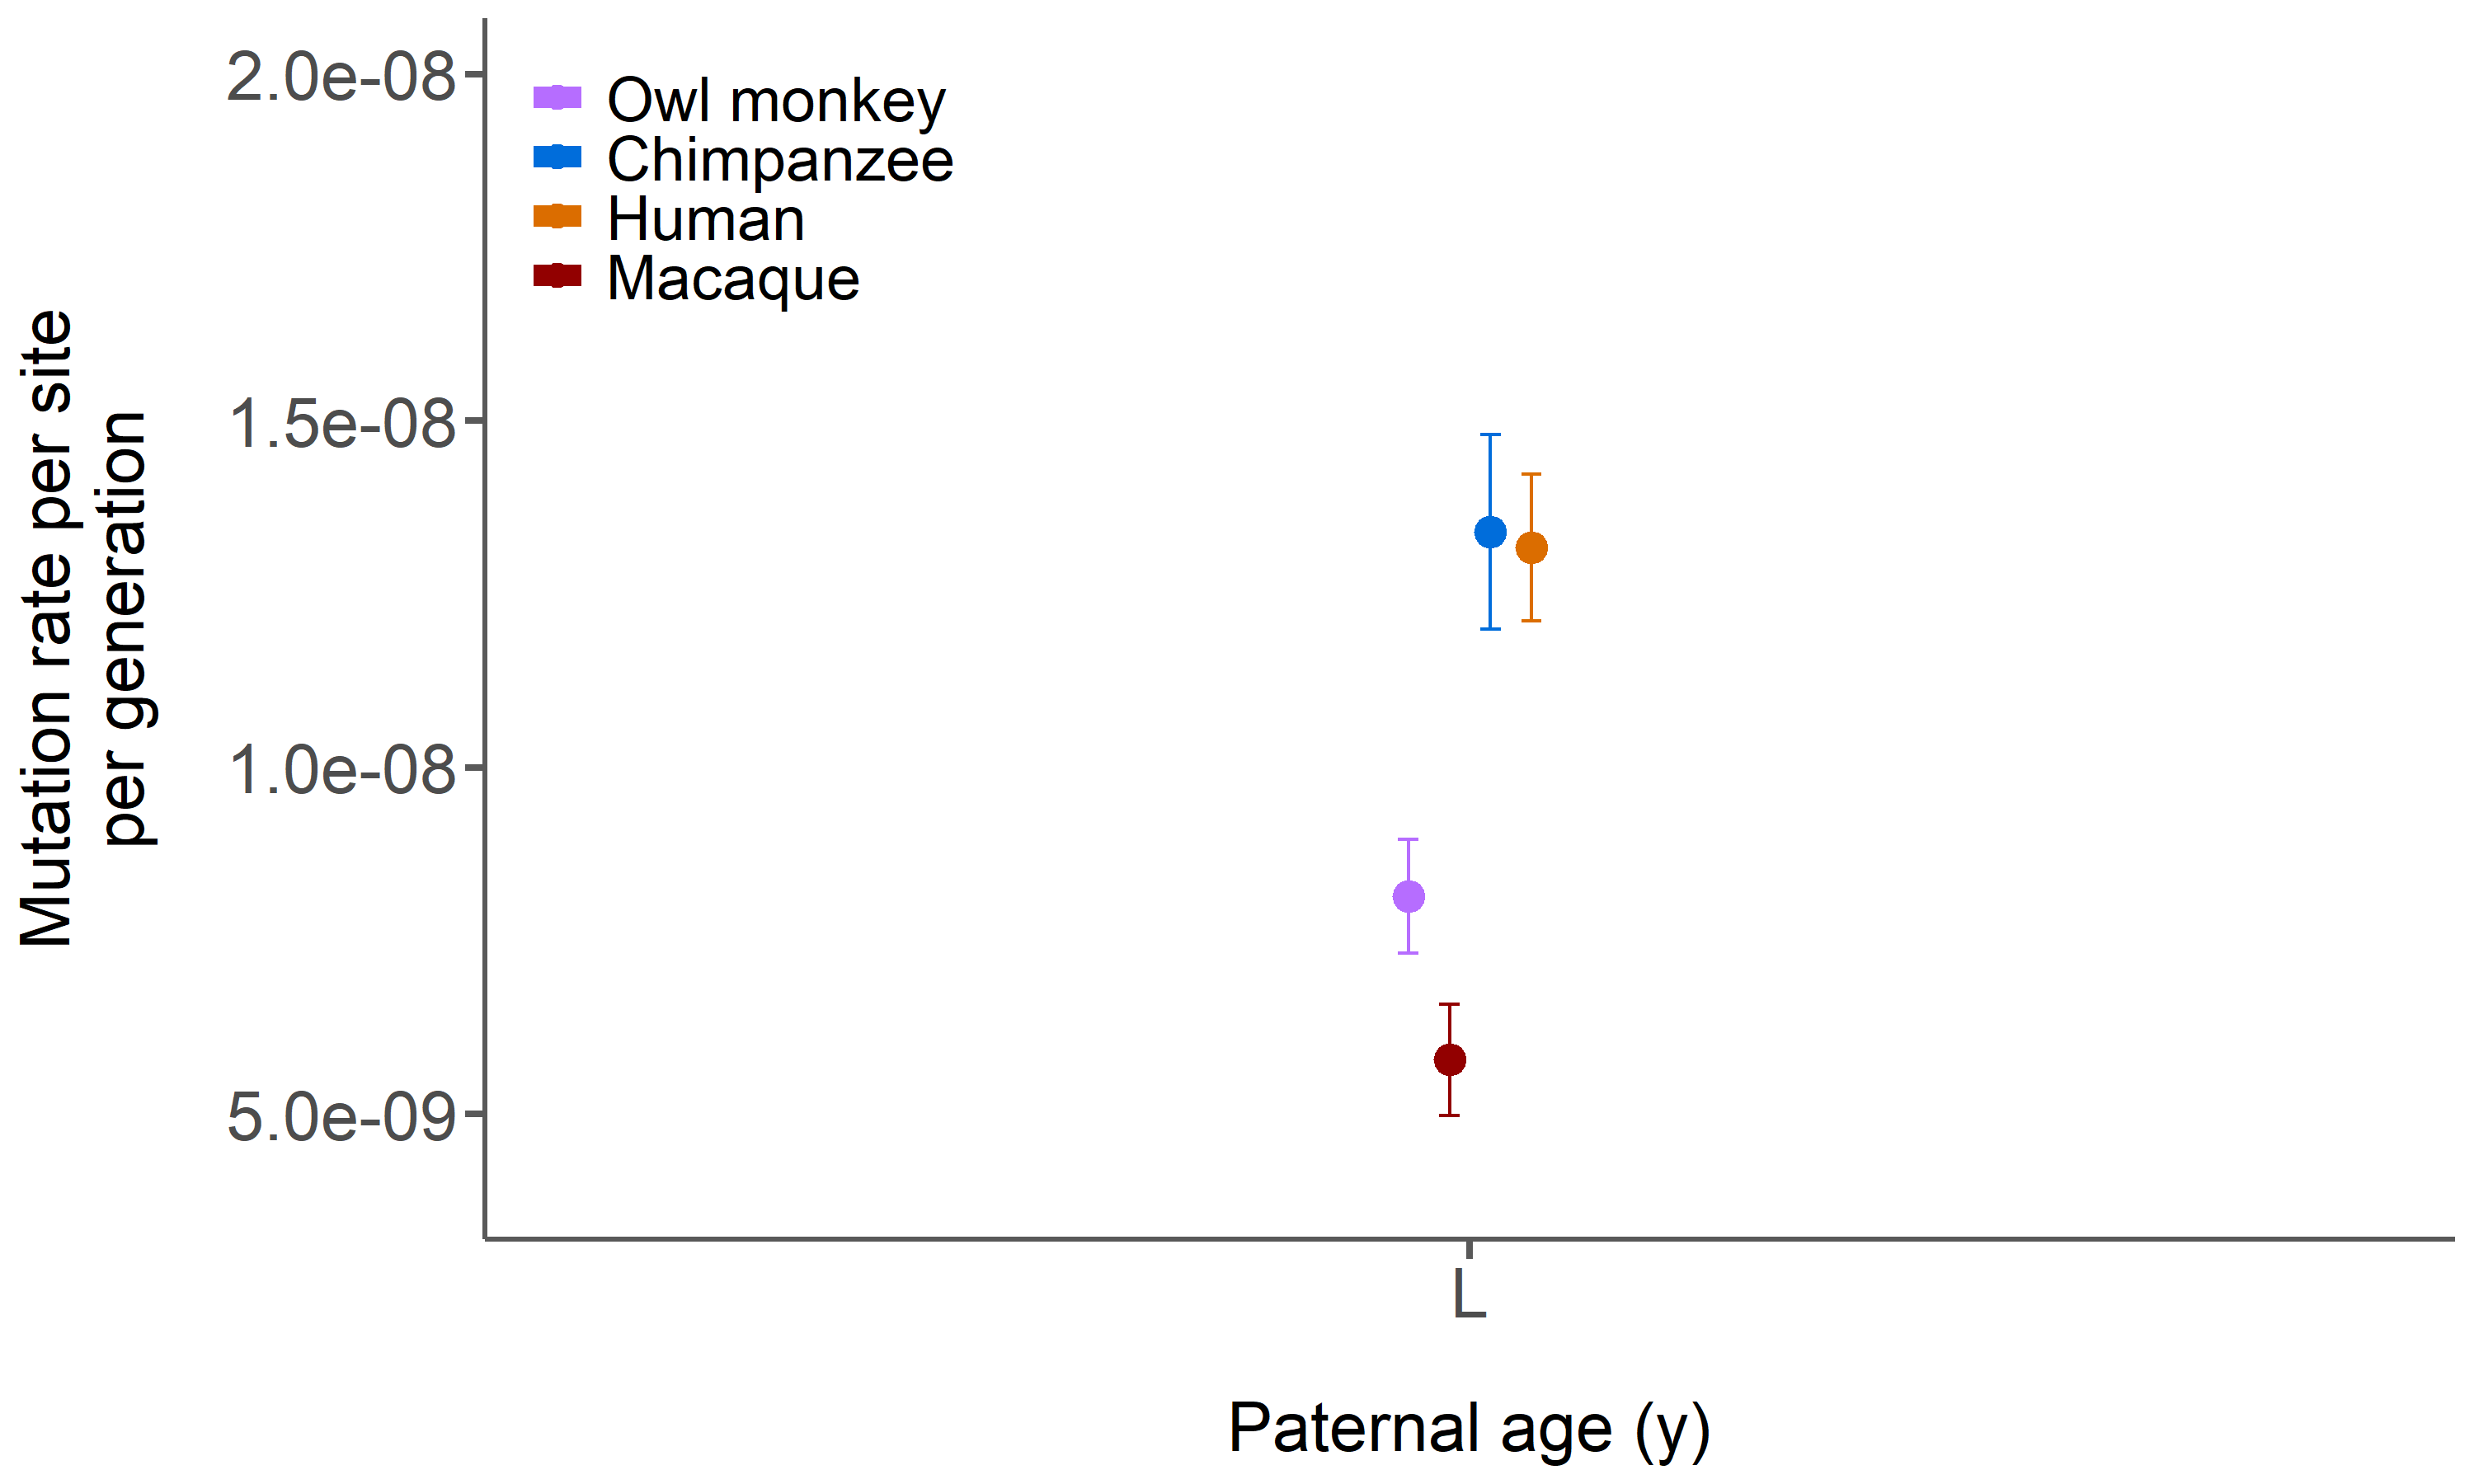 2.0e-08
1.5e-08
1.0e-08
5.0e-09
Mutation rate per site
per generation
Owl monkey
Chimpanzee
Human
Macaque
L
Paternal age (y)